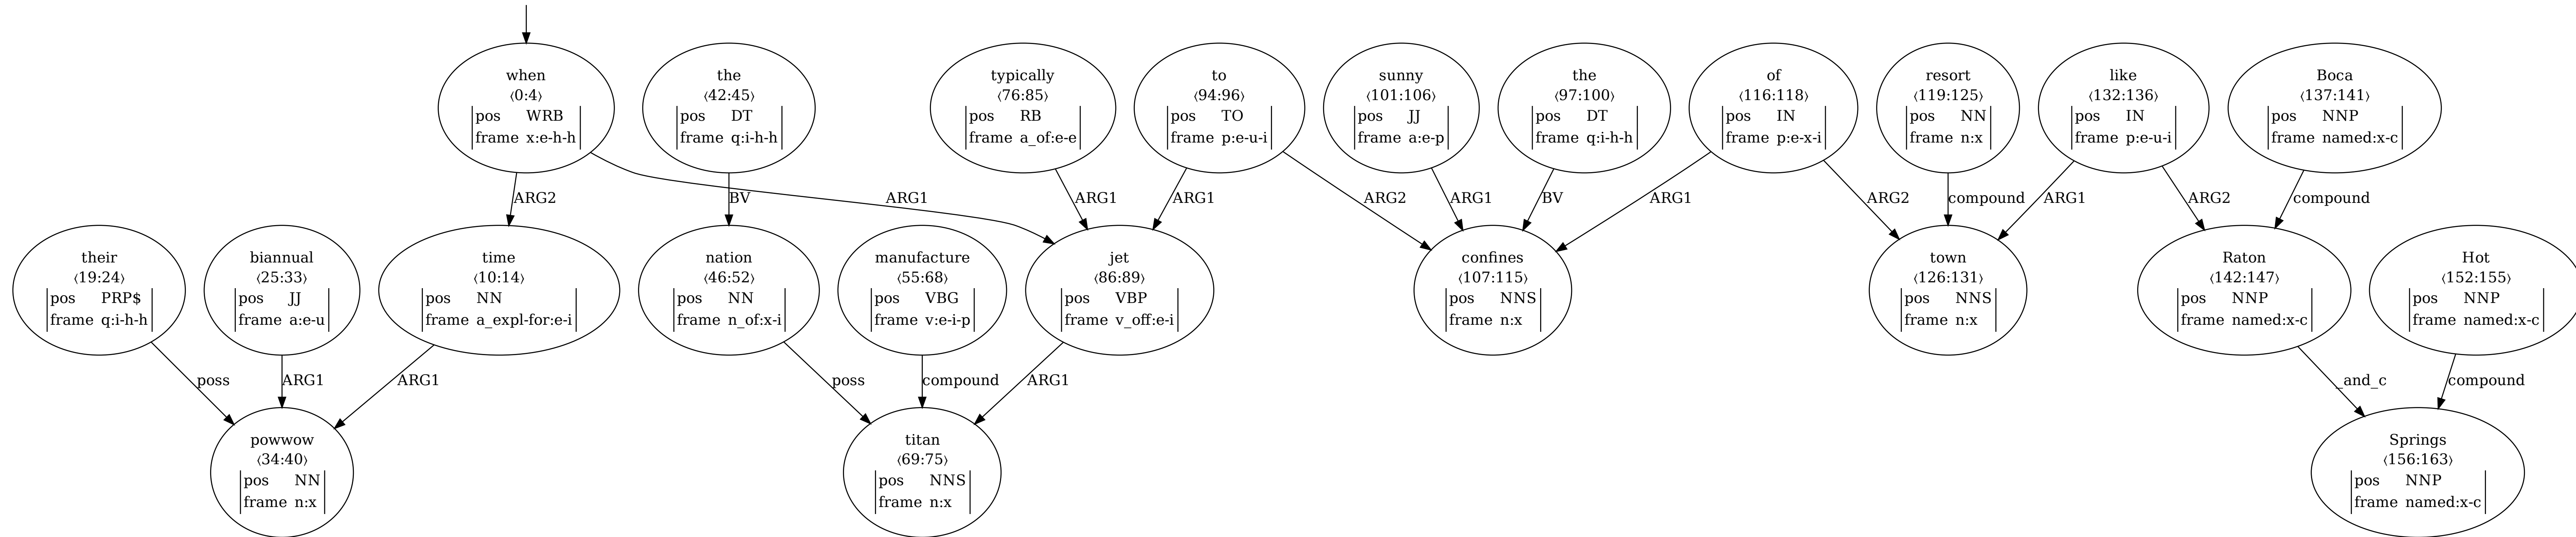 when
⟨0:4⟩
pos WRB
frame x:e-h-h
the
⟨42:45⟩
pos DT
frame q:i-h-h
typically
⟨76:85⟩
pos RB
frame a_of:e-e
to
⟨94:96⟩
pos TO
frame p:e-u-i
sunny
⟨101:106⟩
pos JJ
frame a:e-p
the
⟨97:100⟩
pos DT
frame q:i-h-h
of
⟨116:118⟩
pos IN
frame p:e-x-i
resort
⟨119:125⟩
pos NN
frame n:x
like
⟨132:136⟩
pos IN
frame p:e-u-i
Boca
⟨137:141⟩
pos NNP
frame named:x-c
ARG2
BV
ARG1
ARG1
ARG1
ARG2
ARG1
BV
ARG1
ARG2
compound
ARG1
ARG2
compound
their
⟨19:24⟩
pos PRP$
frame q:i-h-h
biannual
⟨25:33⟩
pos JJ
frame a:e-u
time
⟨10:14⟩
pos NN
frame a_expl-for:e-i
nation
⟨46:52⟩
pos NN
frame n_of:x-i
manufacture
⟨55:68⟩
pos VBG
frame v:e-i-p
jet
⟨86:89⟩
pos VBP
frame v_off:e-i
confines
⟨107:115⟩
pos NNS
frame n:x
town
⟨126:131⟩
pos NNS
frame n:x
Raton
⟨142:147⟩
pos NNP
frame named:x-c
Hot
⟨152:155⟩
pos NNP
frame named:x-c
poss
ARG1
ARG1
poss
compound
ARG1
_and_c
compound
powwow
⟨34:40⟩
pos NN
frame n:x
titan
⟨69:75⟩
pos NNS
frame n:x
Springs
⟨156:163⟩
pos NNP
frame named:x-c